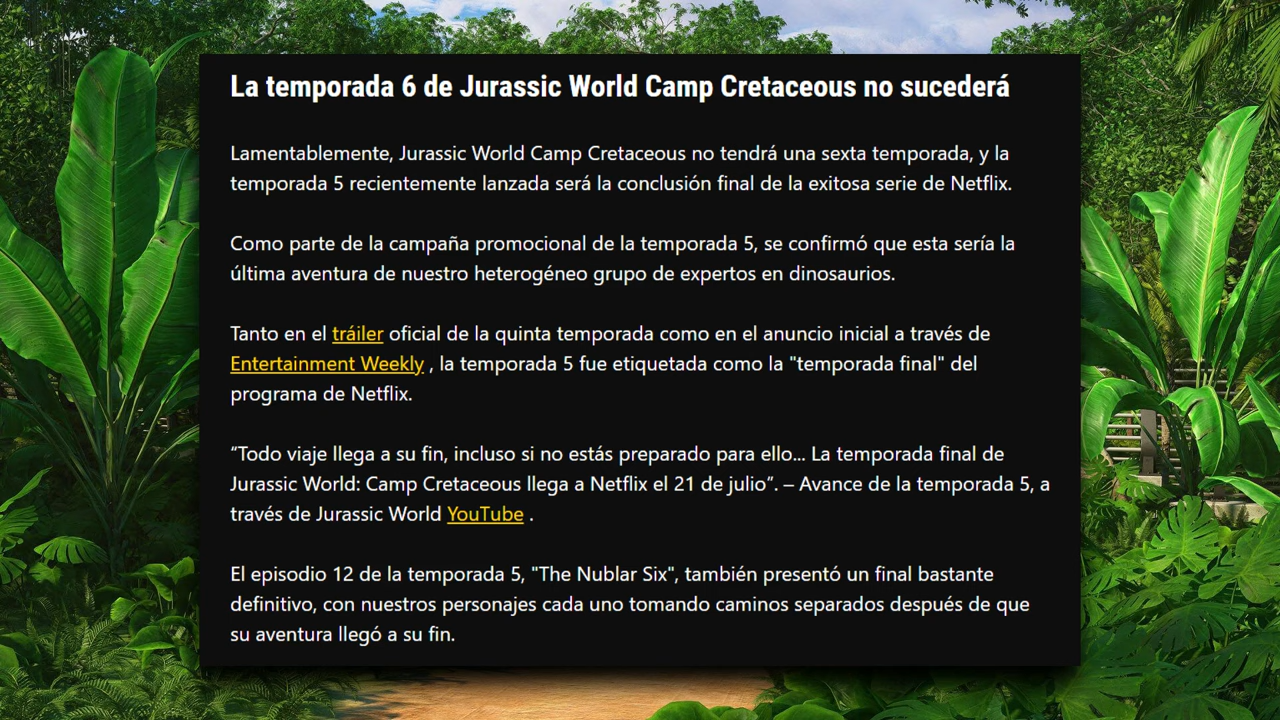 La temporada 6 de Jurassic World Camp Cretaceous no sucederá
Lamentablemente, Jurassic World Camp Cretaceous no tendrá una sexta temporada, y la
temporada 5 recientemente lanzada será la conclusión final de la exitosa serie de Netflix.
Como parte de la campaña promocional de la temporada 5, se confirmó que esta sería la
última aventura de nuestro heterogéneo grupo de expertos en dinosaurios.
Tanto en el tráiler oficial de la quinta temporada como en el anuncio inicial a través de
Entertainment Weekly , la temporada 5 fue etiquetada como la "temporada final" del
programa de Netflix.
“Todo viaje llega a su fin, incluso si no estás preparado para ello... La temporada final de
Jurassic World: Camp Cretaceous llega a Netflix el 21 de julio”. – Avance de la temporada 5, a
través de Jurassic World YouTube .
El episodio 12 de la temporada 5, "The Nublar Six", también presentó un final bastante
definitivo, con nuestros personajes cada uno tomando caminos separados después de que
su aventura llegó a su fin.